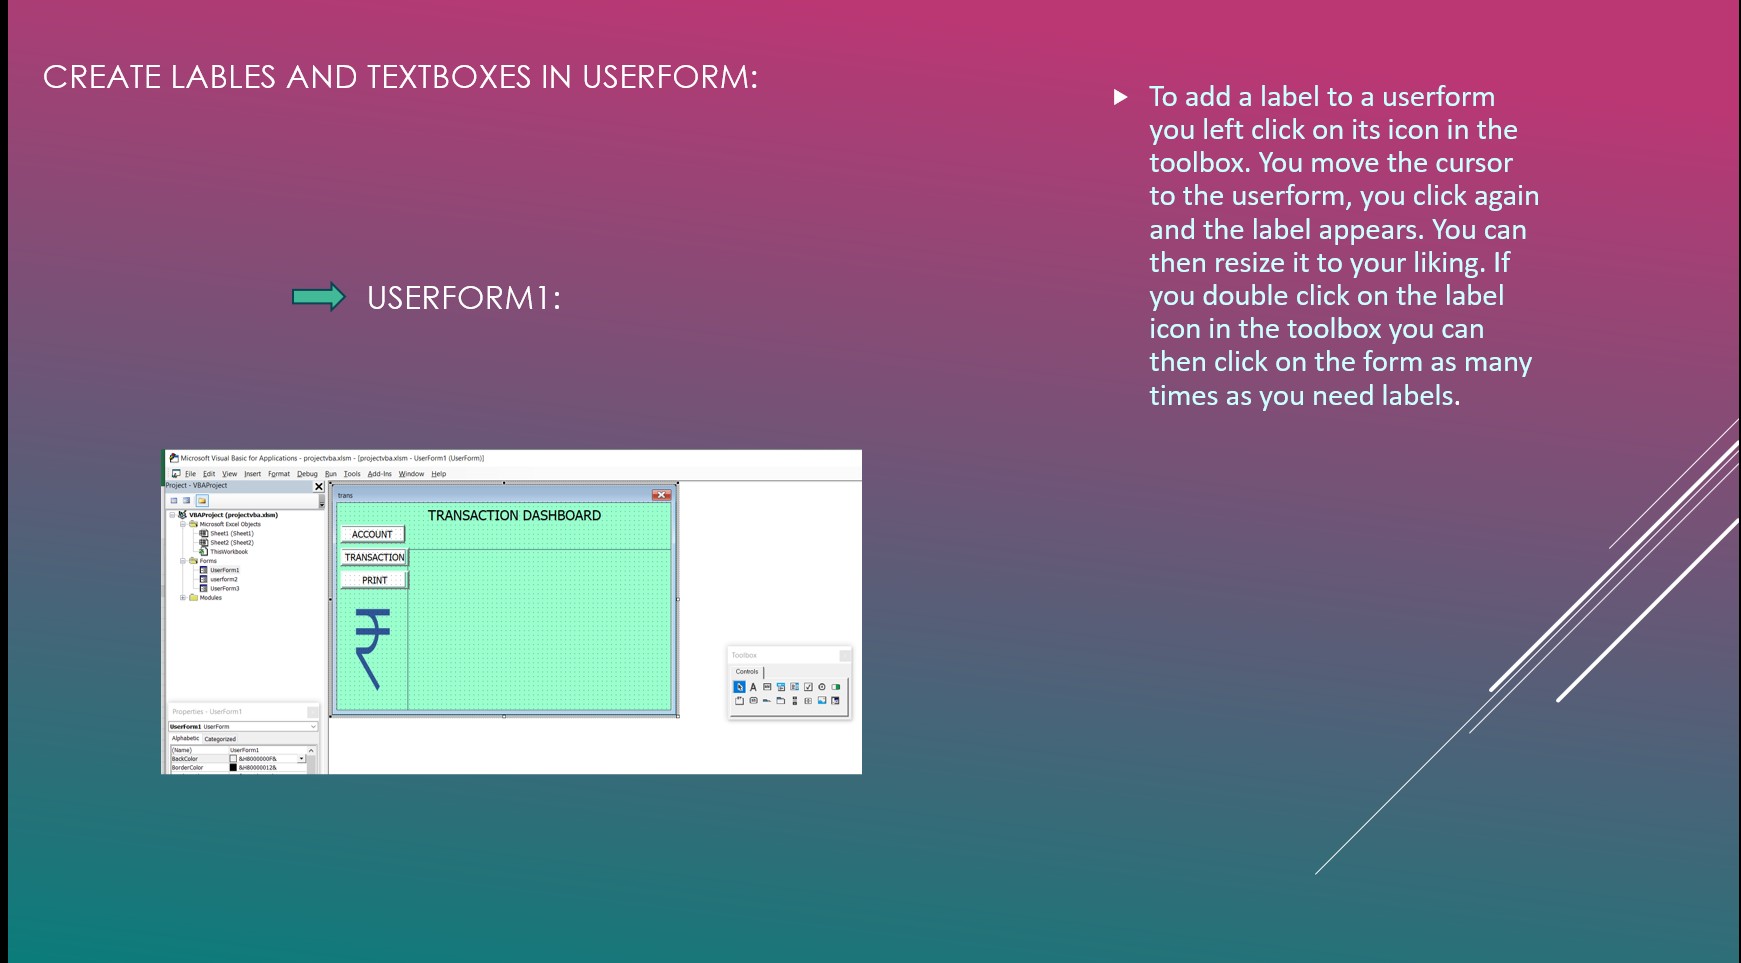 CREATE LABLES AND TEXTBOXES IN USERFORM:
USERFORM1:
To add a label to a userform
you left click on its icon in the
toolbox. You move the cursor
to the userform, you click again
and the label appears. You can
then resize it to your liking. If
you double click on the label
icon in the toolbox you can
then click on the form as many
times as you need labels.
Microsoft Visual Basic for Applications - projectvba.xlsm - [projectvba.xlsm - UserForm1 (UserForm)]
File Edit View Insert Format Debug Run Tools Add-Ins Window Help
Project - VBAProject
VBAProject (projectvba.xlsm)
Microsoft Excel Objects
Sheet1 (Sheet1)
Sheet2 (Sheet2)
ThisWorkbook
Forms
UserForm1
userform2
UserForm3
Modules
trans
TRANSACTION DASHBOARD
ACCOUNT
TRANSACTION
PRINT
₹
Toolbox
Controls
Properties - UserForm1
UserForm1 UserForm
Alphabetic Categorized
(Name) UserForm1
BackColor &H8000000F&
BorderColor &H80000012&